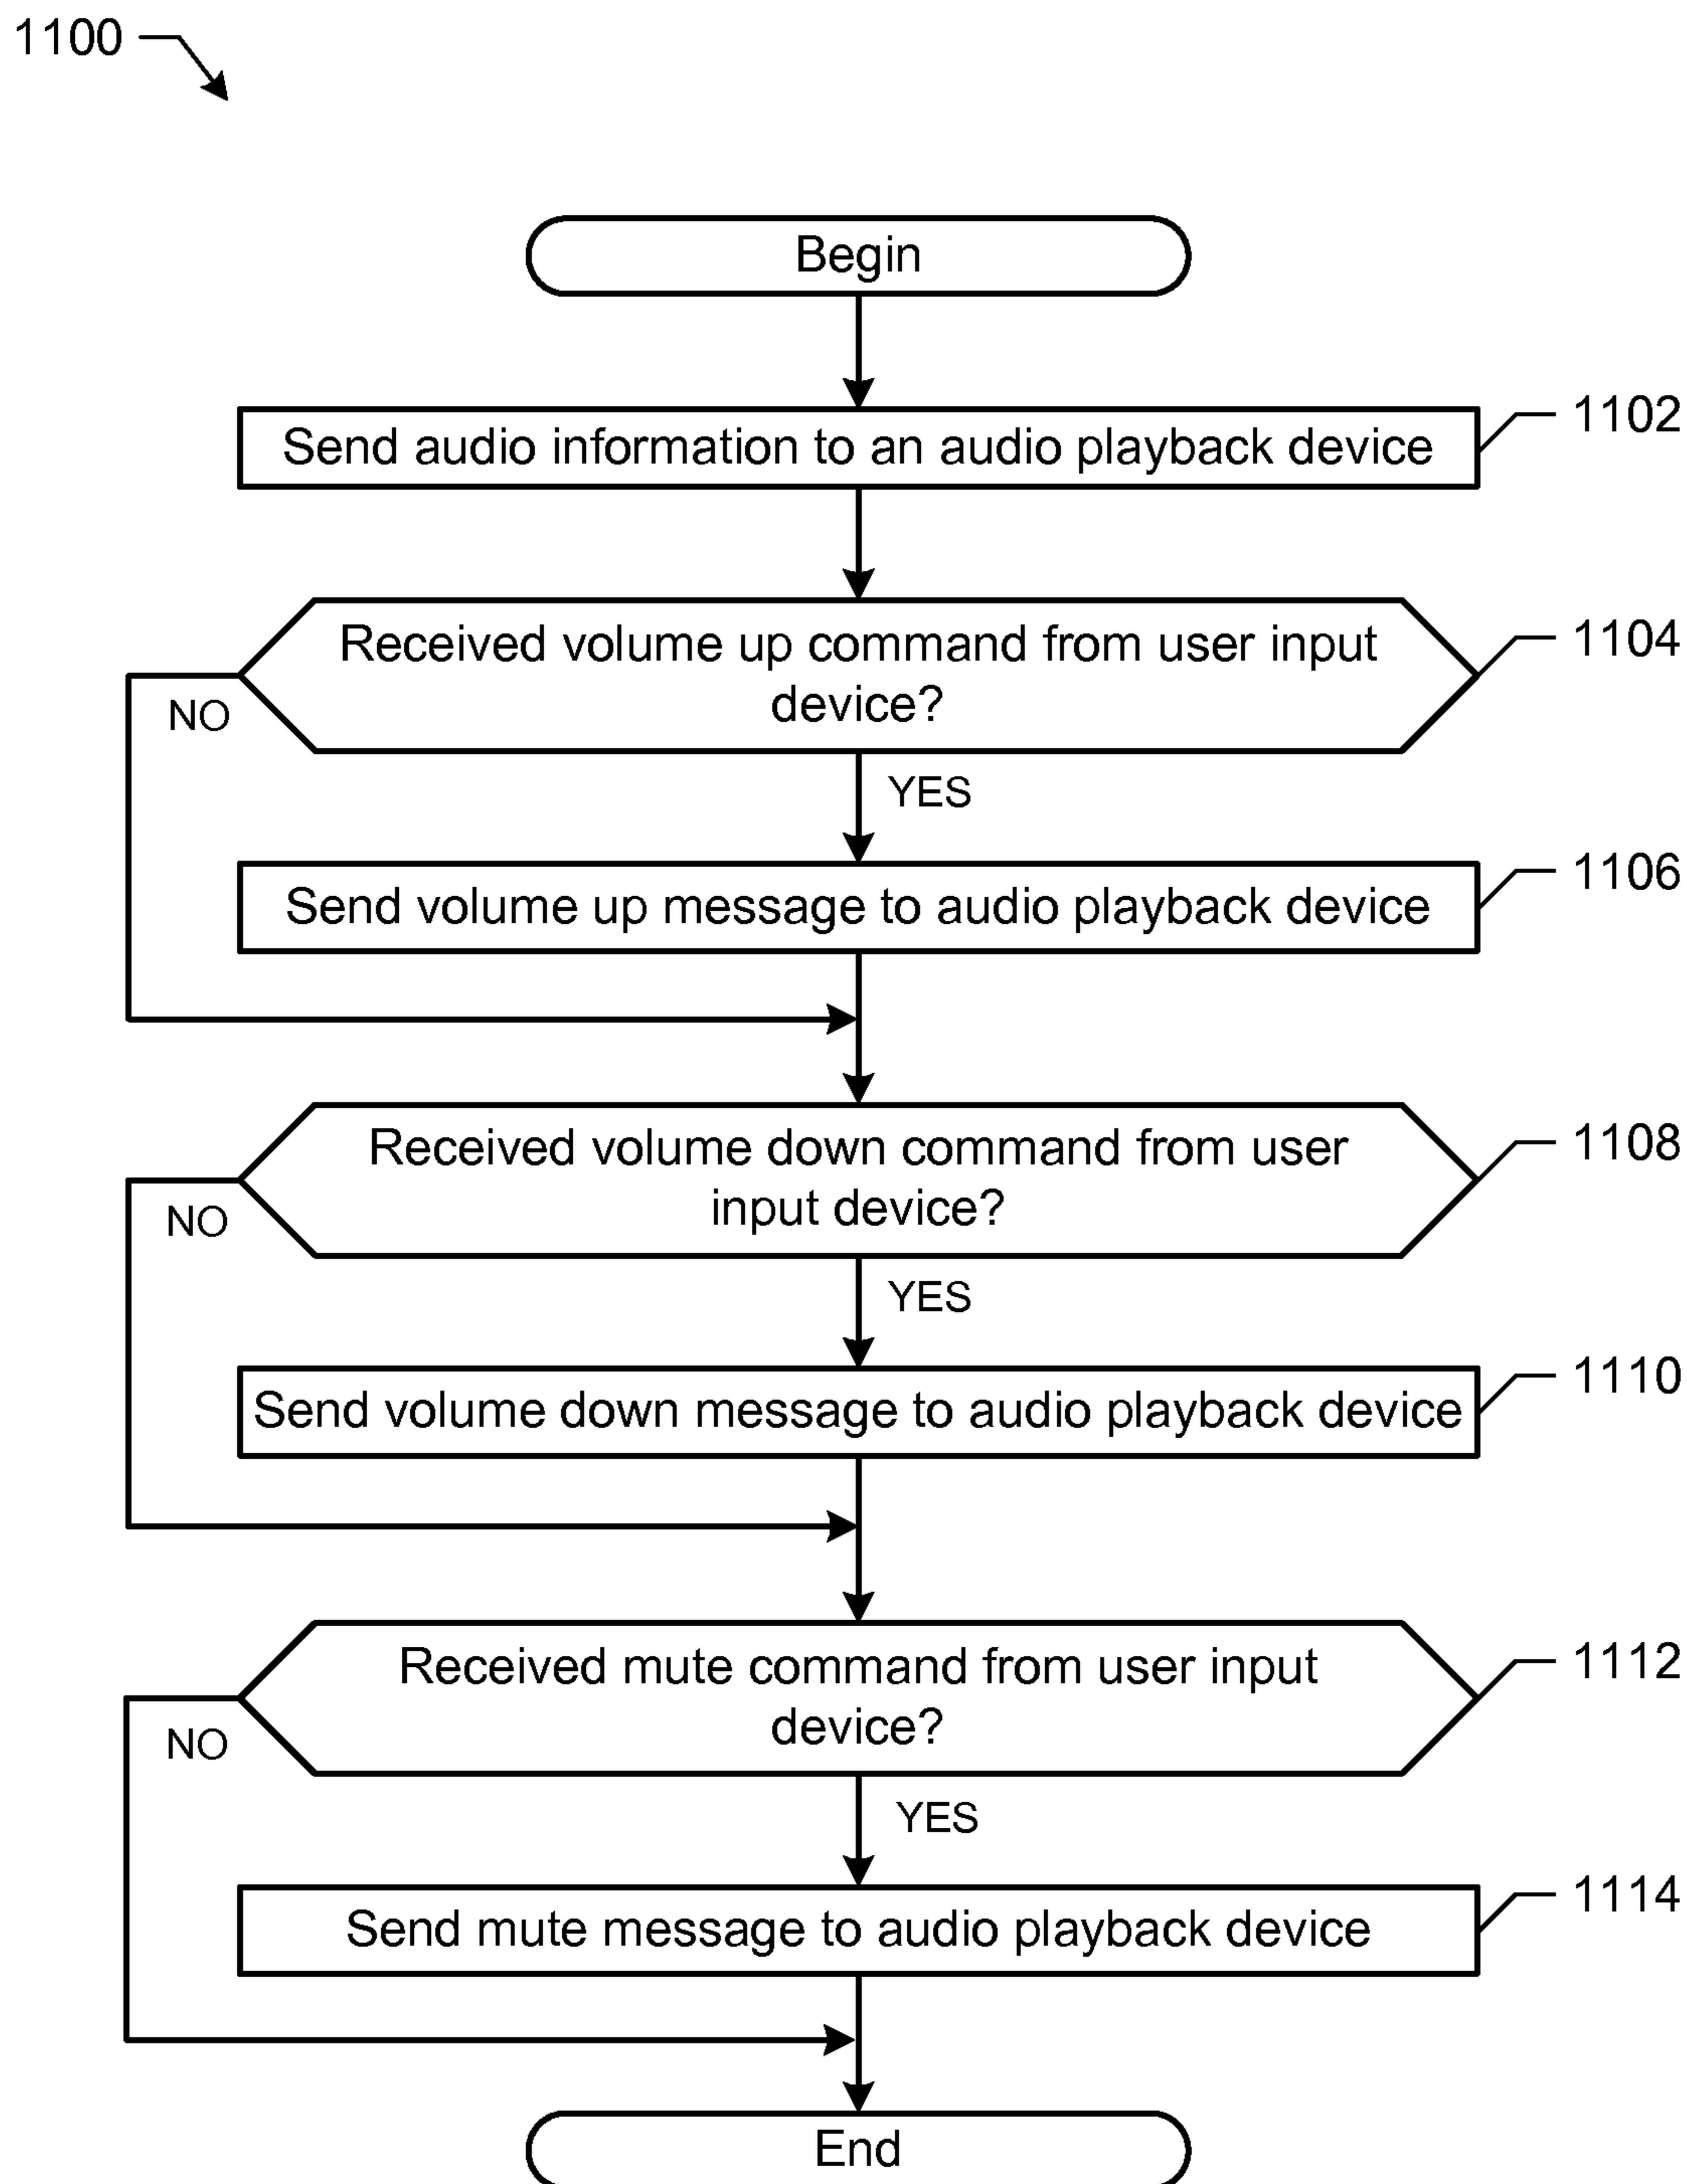 1100
Begin
Send audio information to an audio playback device
1102
Received volume up command from user input
device?
1104
NO
YES
Send volume up message to audio playback device
1106
Received volume down command from user
input device?
1108
NO
YES
Send volume down message to audio playback device
1110
Received mute command from user input
device?
1112
NO
YES
Send mute message to audio playback device
1114
End